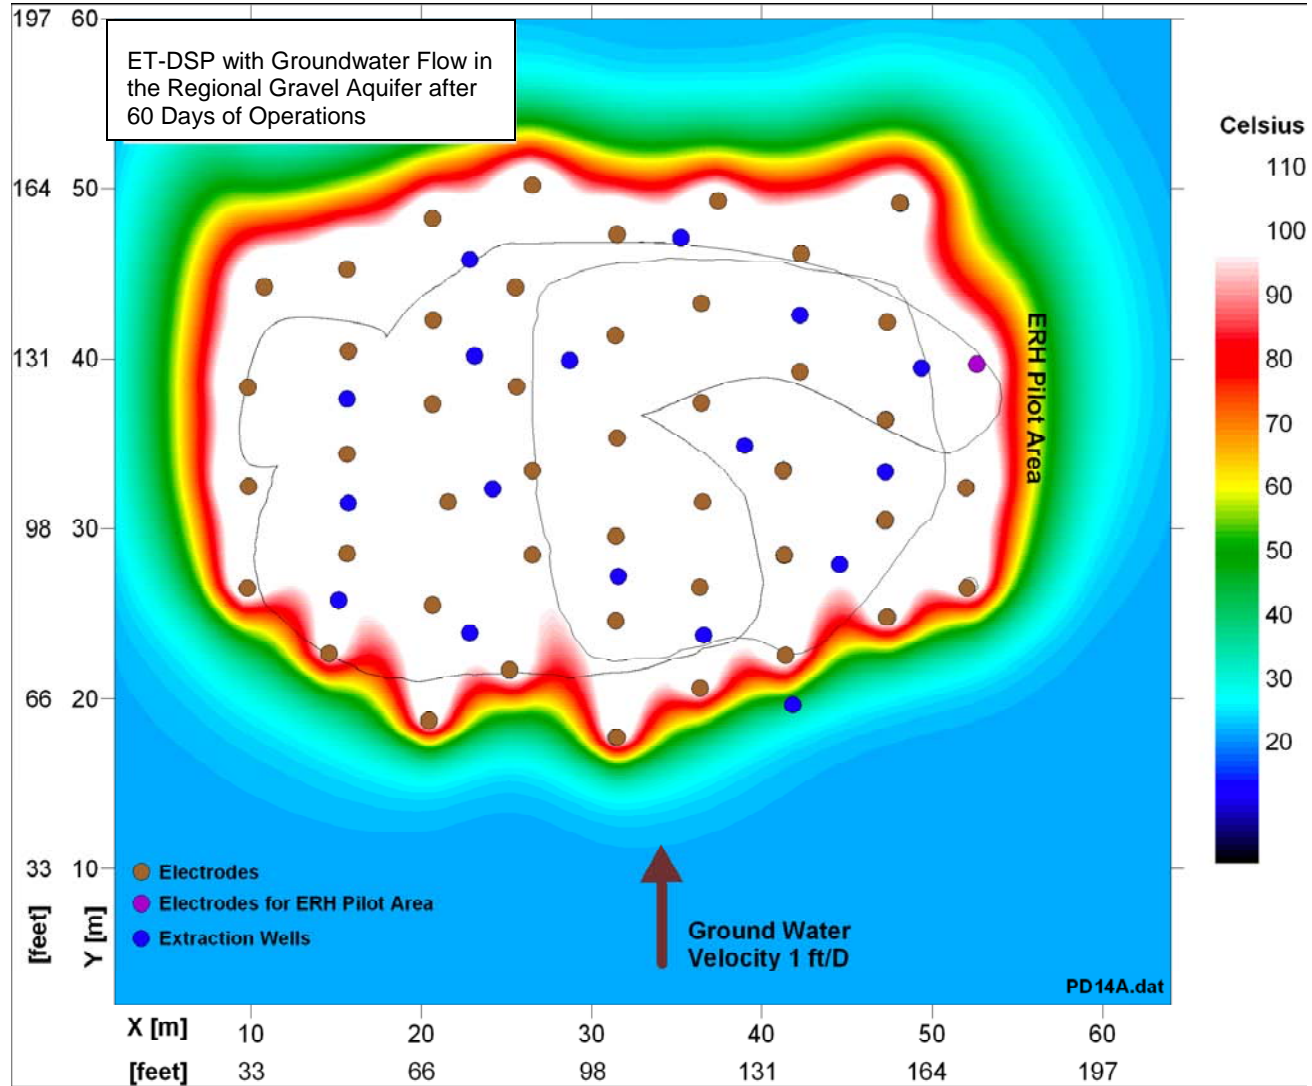 197 60
ET-DSP with Groundwater Flow in
the Regional Gravel Aquifer after
60 Days of Operations
Celsius
110
100
90
80
70
60
50
40
30
20
164 50
131 40
98 30
66 20
33 10
[feet]
Y [m]
ERH Pilot Area
Electrodes
Electrodes for ERH Pilot Area
Extraction Wells
Ground Water
Velocity 1 ft/D
PD14A.dat
X [m] 10 20 30 40 50 60
[feet] 33 66 98 131 164 197